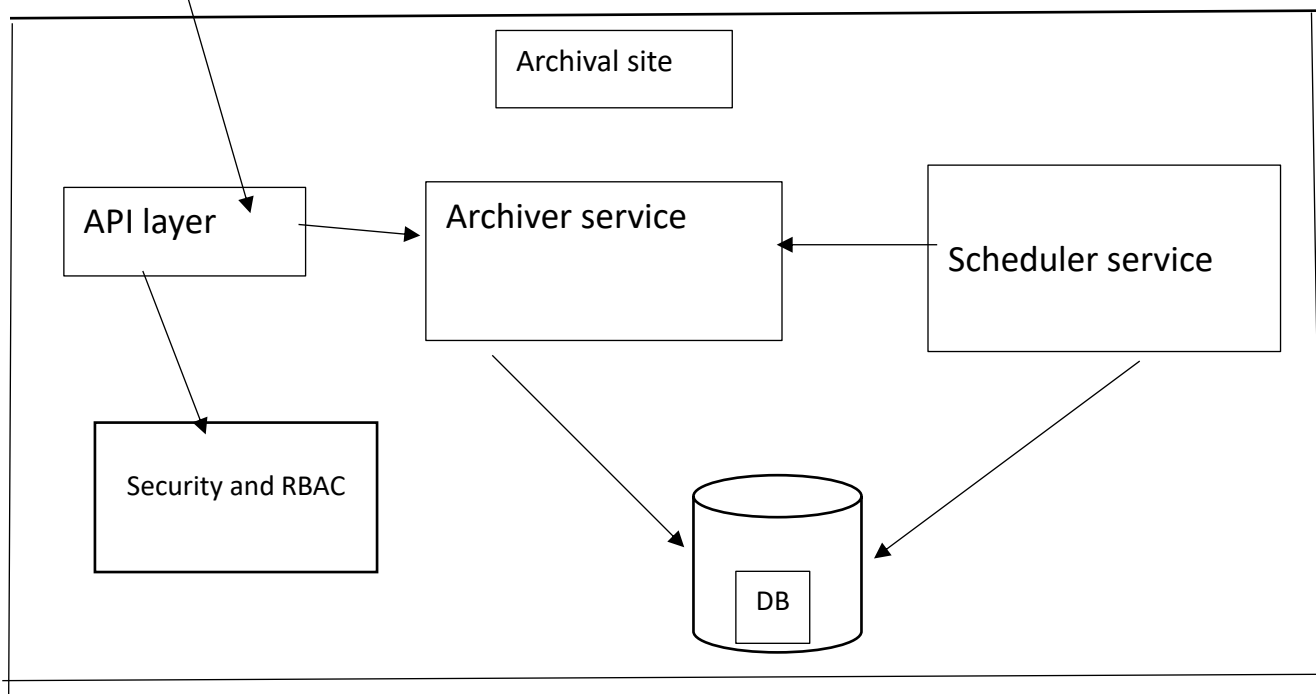 Archival site
API layer
Archiver service
Scheduler service
Security and RBAC
DB